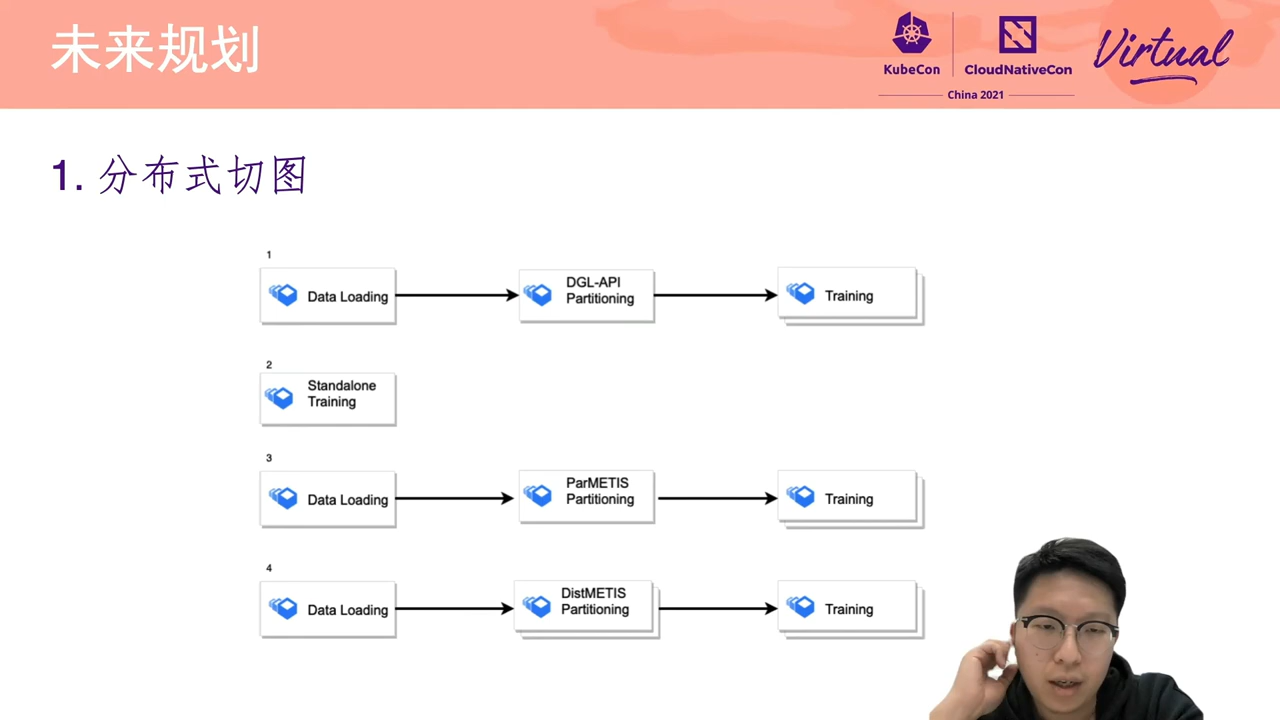 未来规划
KubeCon
CloudNativeCon
China 2021
Virtual
1. 分布式切图
1
Data Loading
DGL-API
Partitioning
Training
2
Standalone
Training
3
Data Loading
ParMETIS
Partitioning
Training
4
Data Loading
DistMETIS
Partitioning
Training